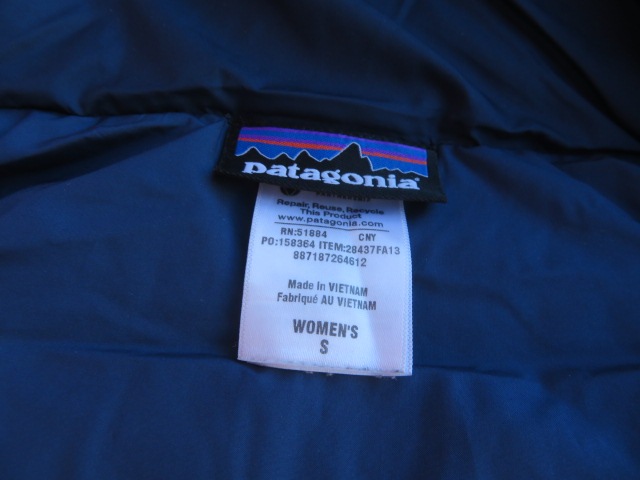 patagonia
Repair, Reuse, Recycle
This Product
www.patagonia.com
RN:51884 CNY
PO:158364 ITEM:28437FA13
887187264612
Made in VIETNAM
Fabriqué AU VIETNAM
WOMEN'S
S